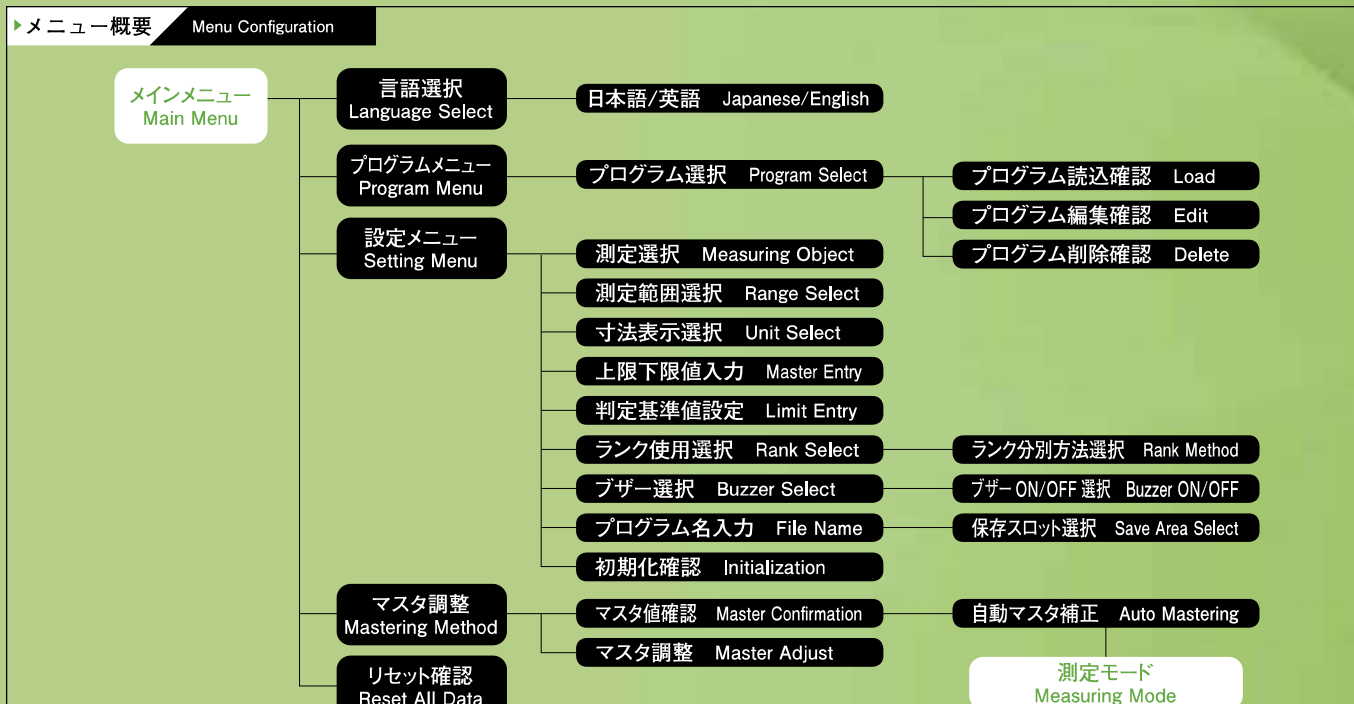 メニュー概要 Menu Configuration
メインメニュー
Main Menu
言語選択
Language Select
日本語/英語 Japanese/English
プログラムメニュー
Program Menu
プログラム選択 Program Select
プログラム読込確認 Load
プログラム編集確認 Edit
プログラム削除確認 Delete
設定メニュー
Setting Menu
測定選択 Measuring Object
測定範囲選択 Range Select
寸法表示選択 Unit Select
上限下限値入力 Master Entry
判定基準値設定 Limit Entry
ランク使用選択 Rank Select
ランク分別方法選択 Rank Method
ブザー選択 Buzzer Select
ブザー ON/OFF 選択 Buzzer ON/OFF
プログラム名入力 File Name
保存スロット選択 Save Area Select
初期化確認 Initialization
マスタ調整
Mastering Method
マスタ値確認 Master Confirmation
自動マスタ補正 Auto Mastering
マスタ調整 Master Adjust
測定モード
Measuring Mode
リセット確認
Reset All Data